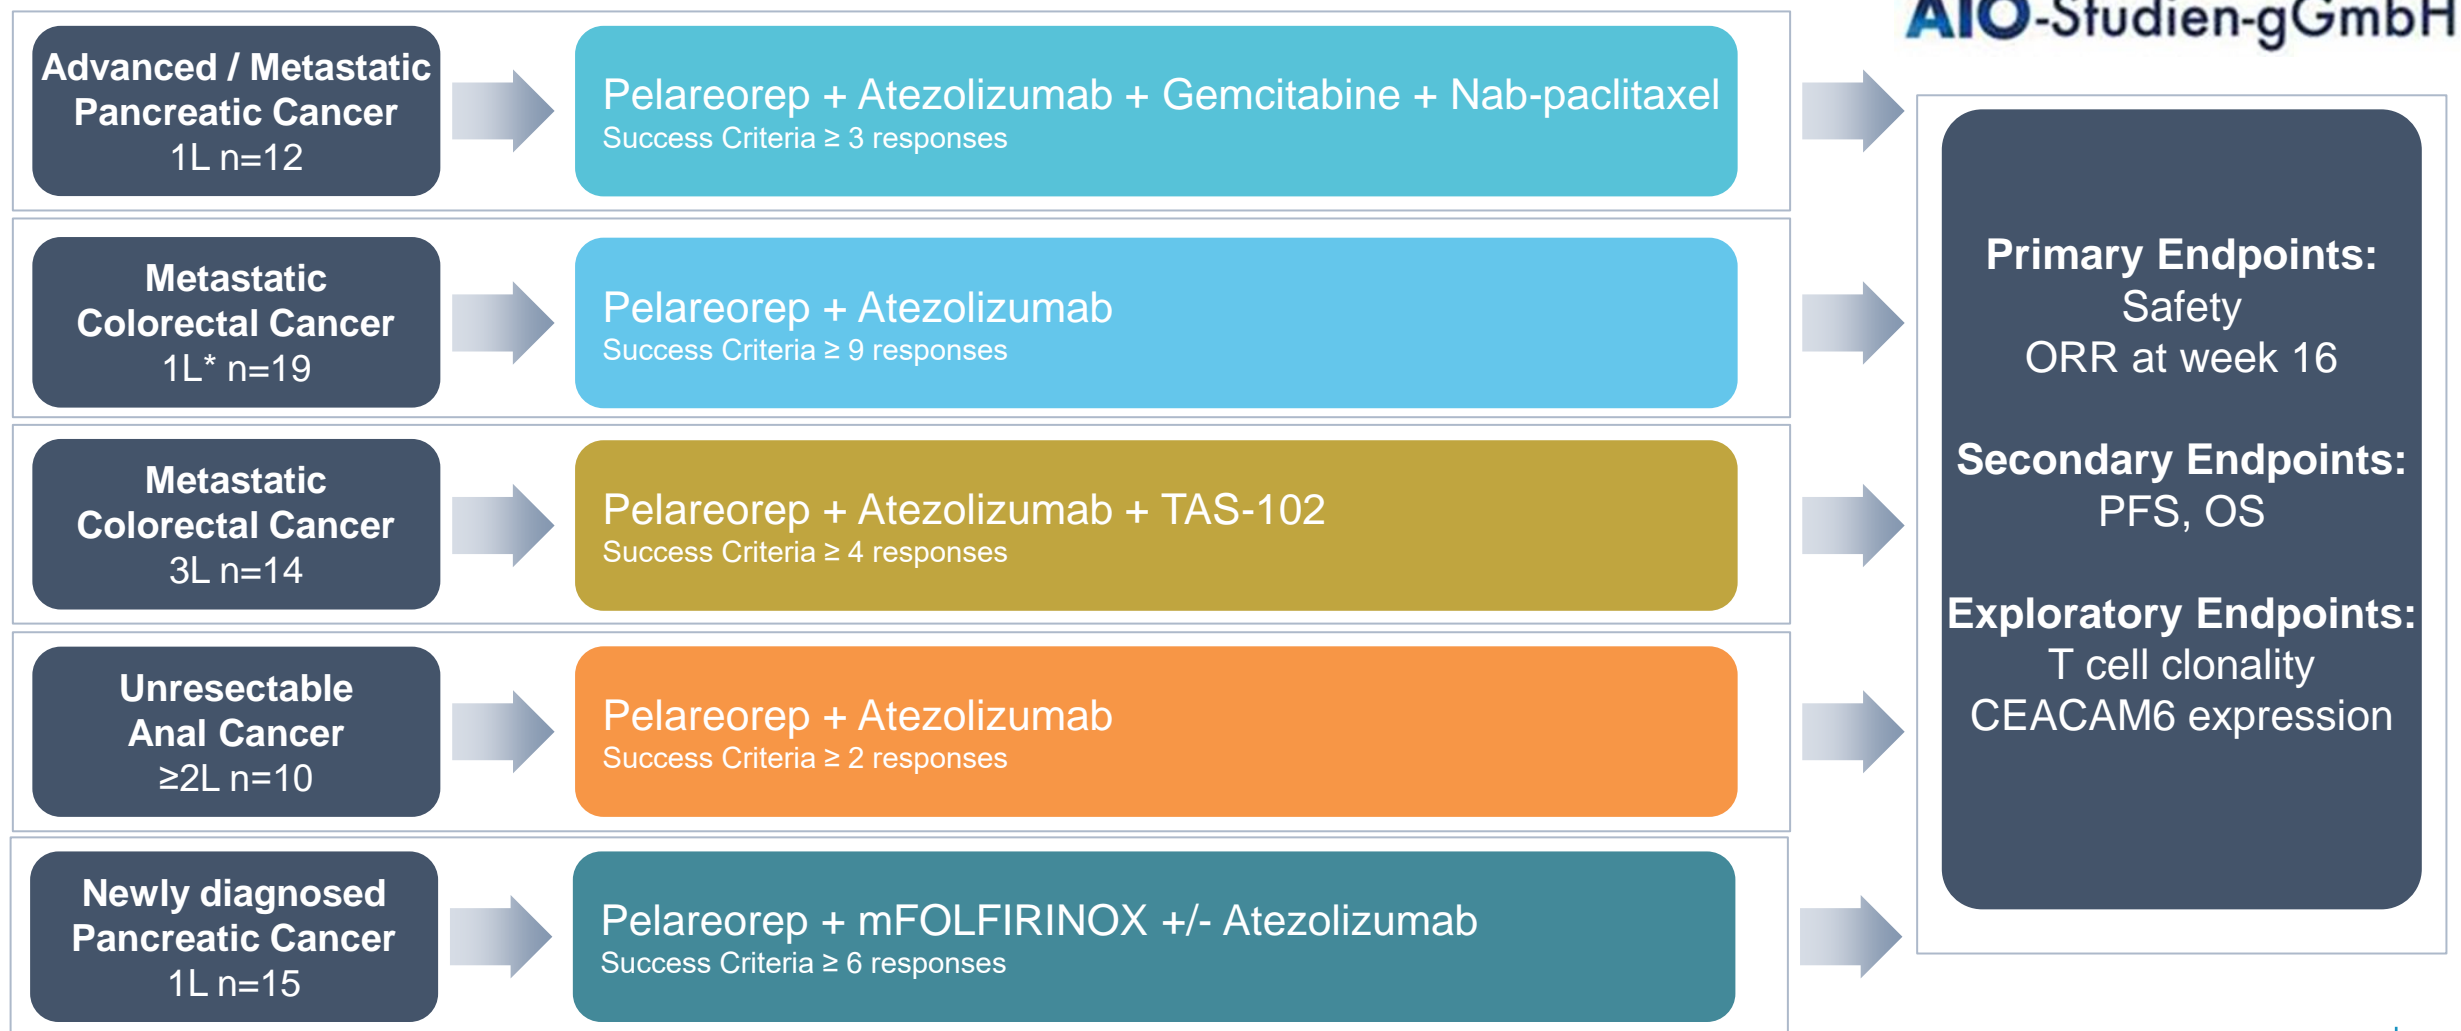 AIO-Studien-gGmbH
Advanced / Metastatic
Pancreatic Cancer
1L n=12
Pelareorep + Atezolizumab + Gemcitabine + Nab-paclitaxel
Success Criteria ≥ 3 responses
Metastatic
Colorectal Cancer
1L* n=19
Pelareorep + Atezolizumab
Success Criteria ≥ 9 responses
Metastatic
Colorectal Cancer
3L n=14
Pelareorep + Atezolizumab + TAS-102
Success Criteria ≥ 4 responses
Unresectable
Anal Cancer
≥2L n=10
Pelareorep + Atezolizumab
Success Criteria ≥ 2 responses
Newly diagnosed
Pancreatic Cancer
1L n=15
Pelareorep + mFOLFIRINOX +/- Atezolizumab
Success Criteria ≥ 6 responses
Primary Endpoints:
Safety
ORR at week 16
Secondary Endpoints:
PFS, OS
Exploratory Endpoints:
T cell clonality
CEACAM6 expression